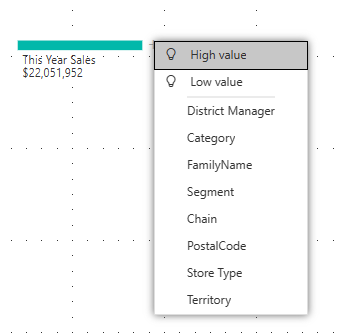 This Year Sales
$22,051,952
High value
Low value
District Manager
Category
FamilyName
Segment
Chain
PostalCode
Store Type
Territory